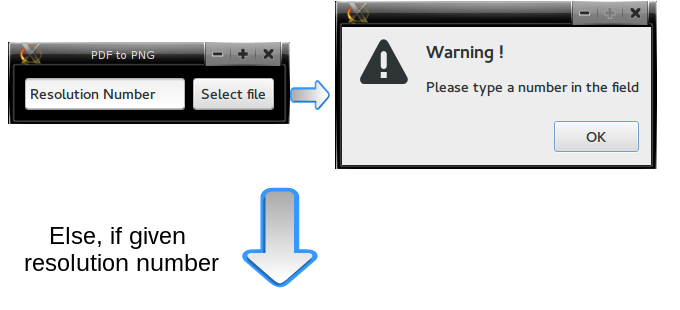 PDF to PNG
Resolution Number
Select file
Warning !
Please type a number in the field
OK
Else, if given
resolution number